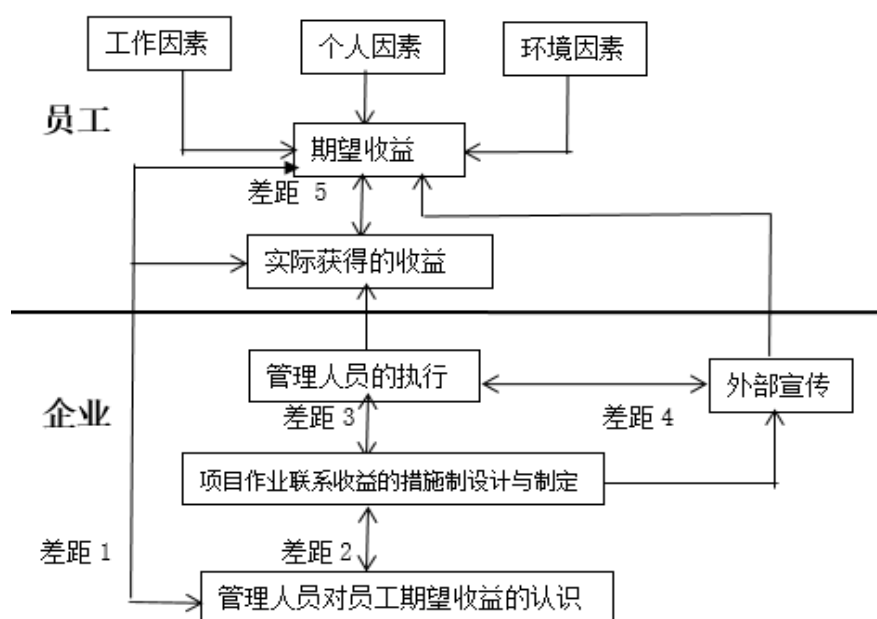 工作因素
个人因素
环境因素
员工
期望收益
差距 5
实际获得的收益
管理人员的执行
外部宣传
企业
差距 3
差距 4
项目作业联系收益的措施制设计与制定
差距 1
差距 2
管理人员对员工期望收益的认识